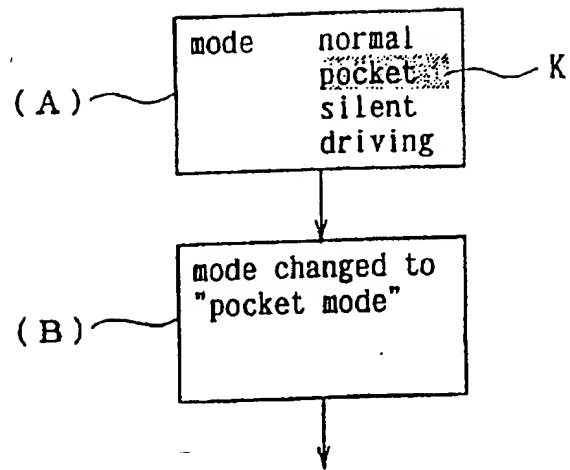 mode normal
pocket
silent
driving
K
(A)
mode changed to
"pocket mode"
(B)